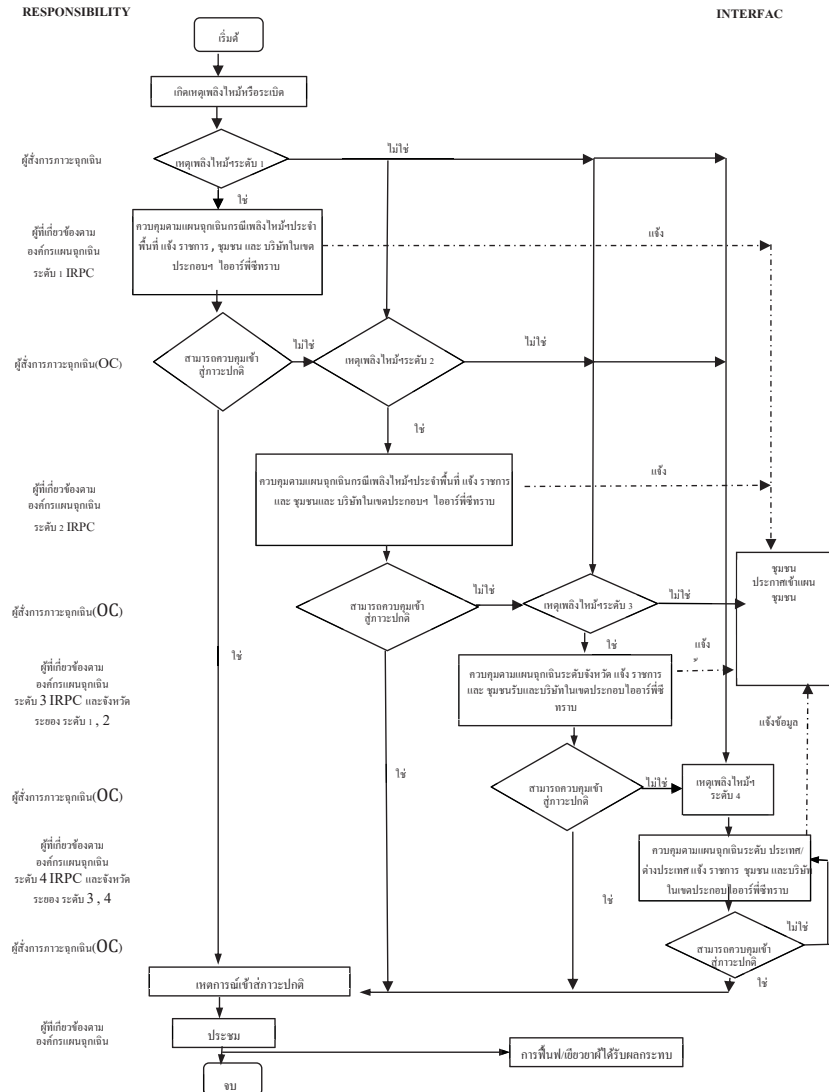 RESPONSIBILITY
INTERFAC
เริ่มต้
เกิดเหตุเพลิงไหม้หรือระเบิด
ผู้สั่งการภาวะฉุกเฉิน
เหตุเพลิงไหม้ฯระดับ 1
ไม่ใช่
ใช่
ผู้ที่เกี่ยวข้องตาม
องค์กรแผนฉุกเฉิน
ระดับ 1 IRPC
ควบคุมตามแผนฉุกเฉินกรณีเพลิงไหม้ฯประจำ
พื้นที่ แจ้ง ราชการ , ชุมชน และ บริษัทในเขต
ประกอบฯ ไออาร์พีซีทราบ
แจ้ง
ผู้สั่งการภาวะฉุกเฉิน(OC)
สามารถควบคุมเข้า
สู่ภาวะปกติ
ไม่ใช่
เหตุเพลิงไหม้ฯระดับ 2
ไม่ใช่
ใช่
ผู้ที่เกี่ยวข้องตาม
องค์กรแผนฉุกเฉิน
ระดับ 2 IRPC
ควบคุมตามแผนฉุกเฉินกรณีเพลิงไหม้ฯประจำพื้นที่ แจ้ง ราชการ
และ ชุมชนและ บริษัทในเขตประกอบฯ ไออาร์พีซีทราบ
แจ้ง
ชุมชน
ประกาศเข้าแผน
ชุมชน
ผู้สั่งการภาวะฉุกเฉิน(OC)
สามารถควบคุมเข้า
สู่ภาวะปกติ
ไม่ใช่
เหตุเพลิงไหม้ฯระดับ 3
ไม่ใช่
ใช่
ใช่
ผู้ที่เกี่ยวข้องตาม
องค์กรแผนฉุกเฉิน
ระดับ 3 IRPC และจังหวัด
ระยอง ระดับ 1 , 2
ควบคุมตามแผนฉุกเฉินระดับจังหวัด แจ้ง ราชการ
และ ชุมชนรับและบริษัทในเขตประกอบไออาร์พีซี
ทราบ
แจ้ง
แจ้งข้อมูล
ผู้สั่งการภาวะฉุกเฉิน(OC)
ใช่
สามารถควบคุมเข้า
สู่ภาวะปกติ
ไม่ใช่
เหตุเพลิงไหม้ฯ
ระดับ 4
ผู้ที่เกี่ยวข้องตาม
องค์กรแผนฉุกเฉิน
ระดับ 4 IRPC และจังหวัด
ระยอง ระดับ 3 , 4
ควบคุมตามแผนฉุกเฉินระดับ ประเทศ/
ต่างประเทศ แจ้ง ราชการ ชุมชน และบริษัท
ในเขตประกอบไออาร์พีซีทราบ
ใช่
ไม่ใช่
ผู้สั่งการภาวะฉุกเฉิน(OC)
สามารถควบคุมเข้า
สู่ภาวะปกติ
ใช่
เหตการณ์เข้าส่ภาวะปกติ
ผู้ที่เกี่ยวข้องตาม
องค์กรแผนฉุกเฉิน
ประชม
การฟื้นฟ/เยียวยาผ้ได้รับผลกระทบ
จบ